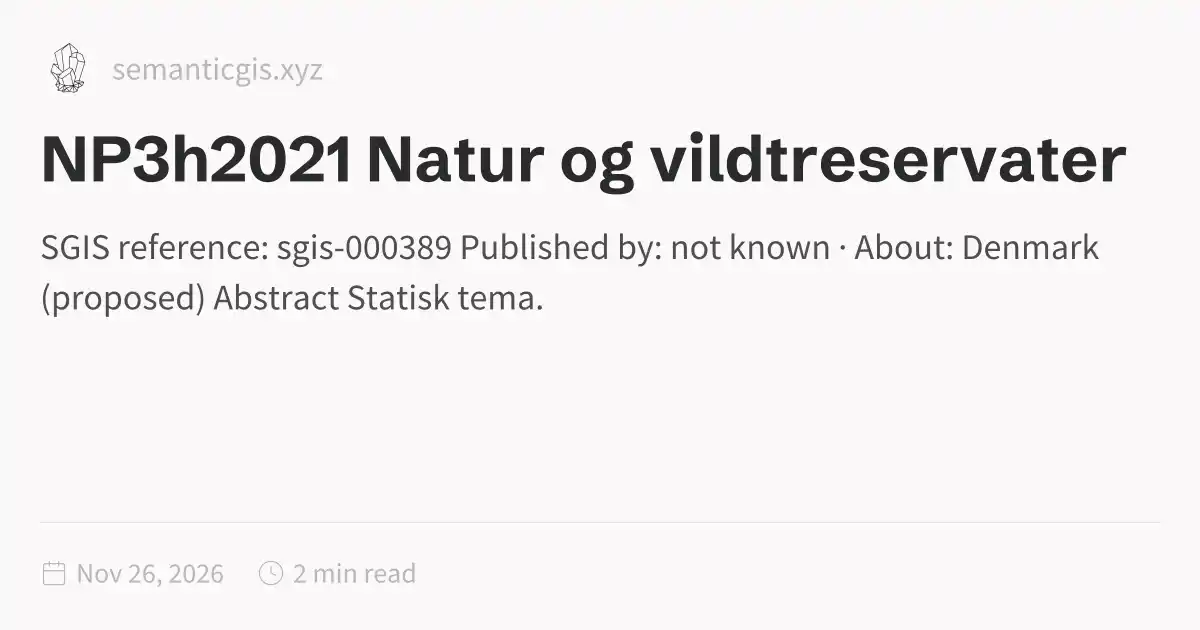 semanticgis.xyz
NP3h2021 Natur og vildtreservater
SGIS reference: sgis-000389 Published by: not known · About: Denmark
(proposed) Abstract Statisk tema.
Nov 26, 2026 2 min read